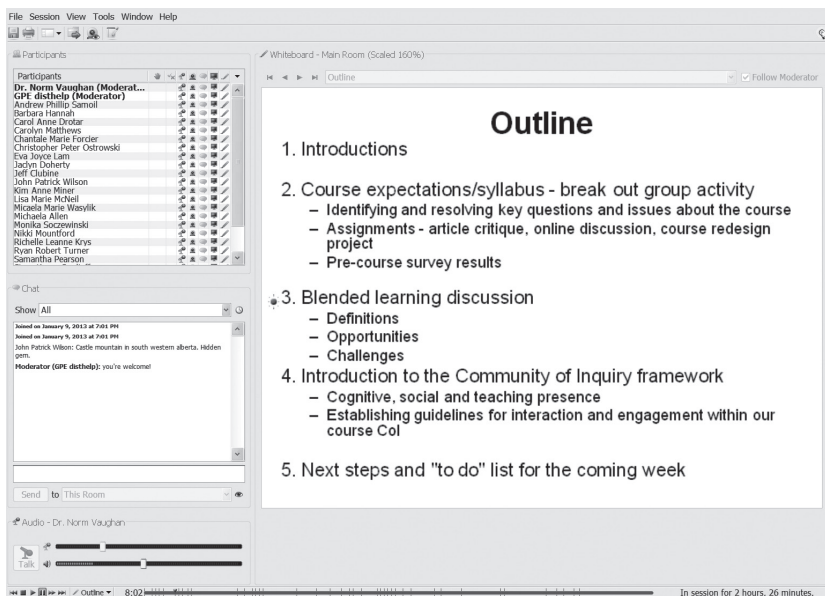 File Session View Tools Window Help
Participants
Participants
Dr. Norm Vaughan (Moderat...
GPE disthelp (Moderator)
Andrew Phillip Samoil
Barbara Hannah
Carol Anne Drotar
Carolyn Matthews
Chantale Marie Forcier
Christopher Peter Ostrowski
Eva Joyce Lam
Jaclyn Doherty
Jeff Clubine
John Patrick Wilson
Kim Anne Miner
Lisa Marie McNeil
Micaela Marie Wasylik
Michaela Allen
Monika Soczewinski
Nikki Mountford
Richelle Leanne Krys
Ryan Robert Turner
Samantha Pearson
Chat
Show All
Joined on January 9, 2013 at 7:01 PM
Joined on January 9, 2013 at 7:01 PM
John Patrick Wilson: Castle mountain in south western alberta. Hidden
gem.
Moderator (GPE disthelp): you're welcome!
Send to This Room
Audio - Dr. Norm Vaughan
Talk
Outline 8:02
Whiteboard - Main Room (Scaled 160%)
Outline Follow Moderator
Outline
1. Introductions
2. Course expectations/syllabus - break out group activity
– Identifying and resolving key questions and issues about the course
– Assignments - article critique, online discussion, course redesign
project
– Pre-course survey results
3. Blended learning discussion
– Definitions
– Opportunities
– Challenges
4. Introduction to the Community of Inquiry framework
– Cognitive, social and teaching presence
– Establishing guidelines for interaction and engagement within our
course CoI
5. Next steps and "to do" list for the coming week
In session for 2 hours, 26 minutes.